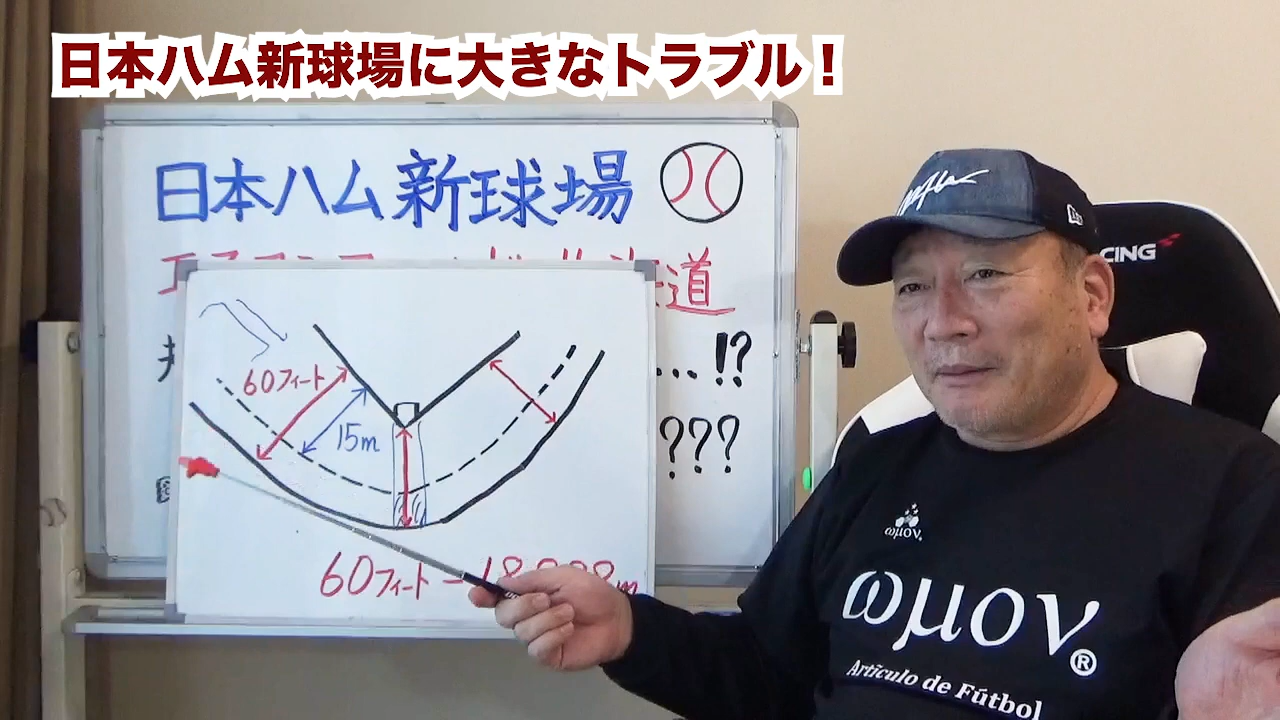 日本ハム新球場に大きなトラブル！
日本ハム新球場
道
…!?
60フィート
15m
???
60フィート
CING
ωμον
ωμον®
Artículo de Fútbol